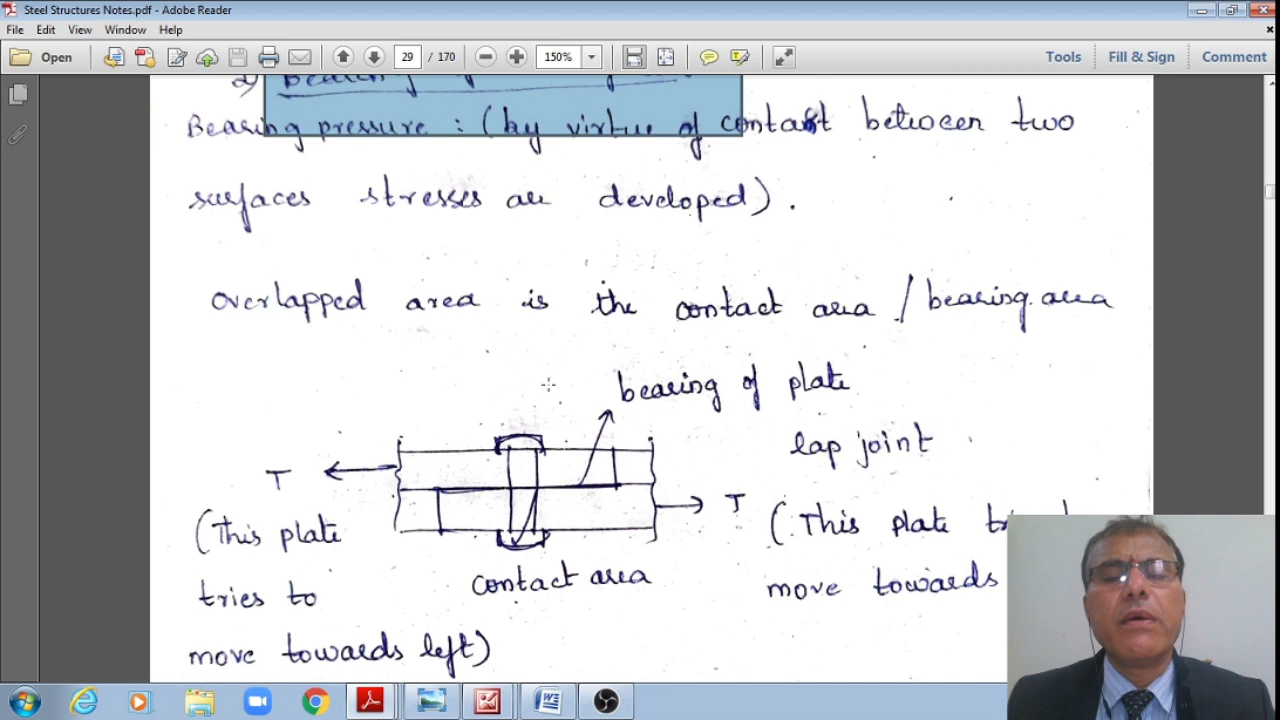 Steel Structures Notes.pdf - Adobe Reader
File Edit View Window Help
Open 29 / 170 150% Tools Fill & Sign Comment
Bearing pressure : (by virtue of contact between two
surfaces stresses are developed).
overlapped area is the contact area / bearing area
bearing of plate
lap joint
T
T
(This plate
tries to
move towards left)
contact area
(This plate
move towards